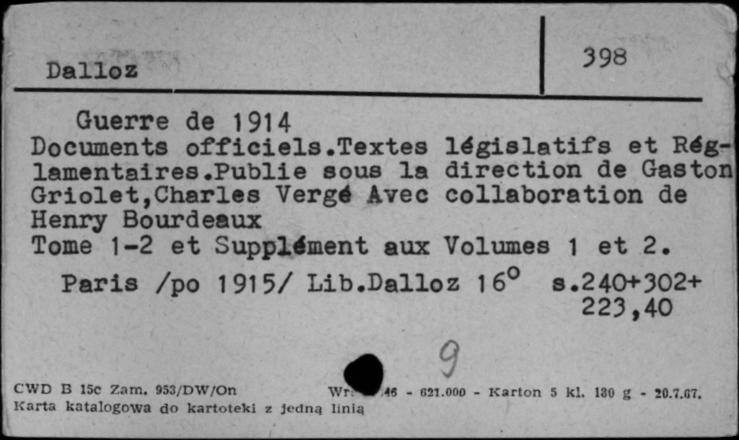 398
Dalloz
Guerre de 1914
Documents officiels.Textes législatifs et Rég-
lamentaires.Publie sous la direction de Gaston
Griolet,Charles Vergé Avec collaboration de
Henry Bourdeaux
Tome 1-2 et Supplément aux Volumes 1 et 2.
Paris /po 1915/ Lib.Dalloz 16° s.240+302+
223,40
9
CWD B 15c Zam. 953/DW/On 46 - 621.000 - Karton 5 kl. 180 g - 20.7.67.
Karta katalogowa do kartoteki z jedną linią